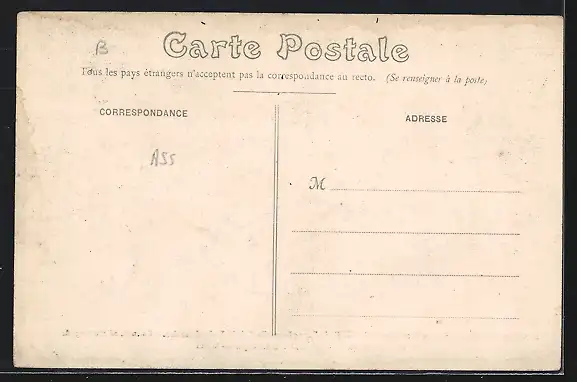 B
Carte Postale
Tous les pays étrangers n'acceptent pas la correspondance au recto. (Se renseigner à la poste)
CORRESPONDANCE
ADRESSE
A55
M